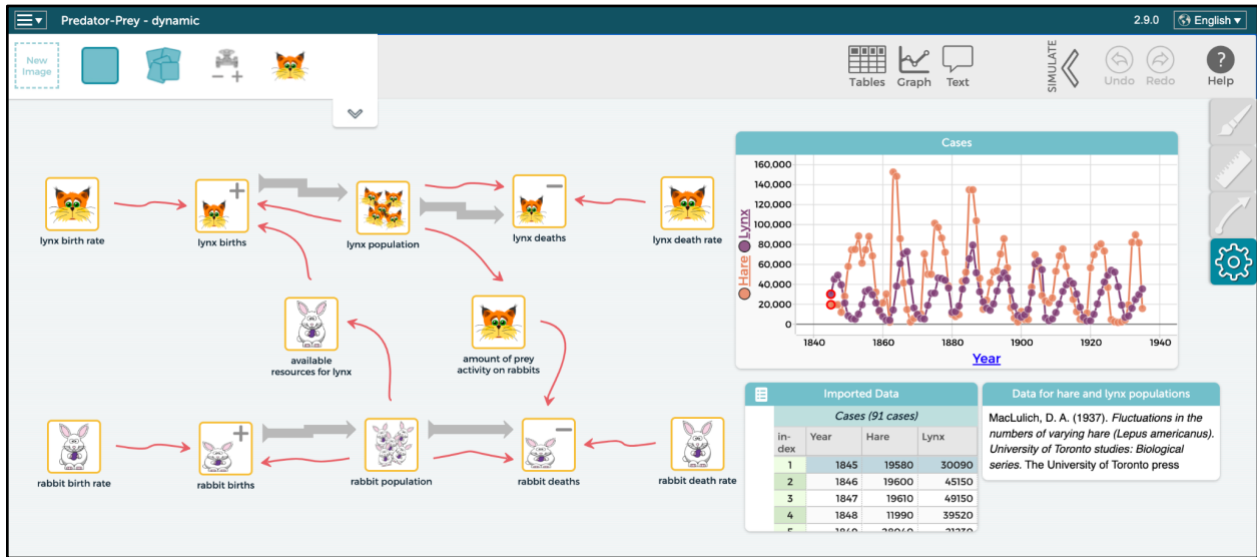 Predator-Prey - dynamic
2.9.0
English ▾
New
Image
Tables
Graph
Text
SIMULATE
Undo
Redo
Help
lynx birth rate
+
lynx births
lynx population
−
lynx deaths
lynx death rate
available
resources for lynx
amount of prey
activity on rabbits
rabbit birth rate
+
rabbit births
rabbit population
−
rabbit deaths
rabbit death rate
Cases
160,000
140,000
120,000
100,000
80,000
60,000
40,000
20,000
0
Hare
Lynx
1840
1860
1880
1900
1920
1940
Year
Imported Data
Cases (91 cases)
in-
dex
Year
Hare
Lynx
1 1845 19580 30090
2 1846 19600 45150
3 1847 19610 49150
4 1848 11990 39520
Data for hare and lynx populations
MacLulich, D. A. (1937). Fluctuations in the
numbers of varying hare (Lepus americanus).
University of Toronto studies: Biological
series. The University of Toronto press